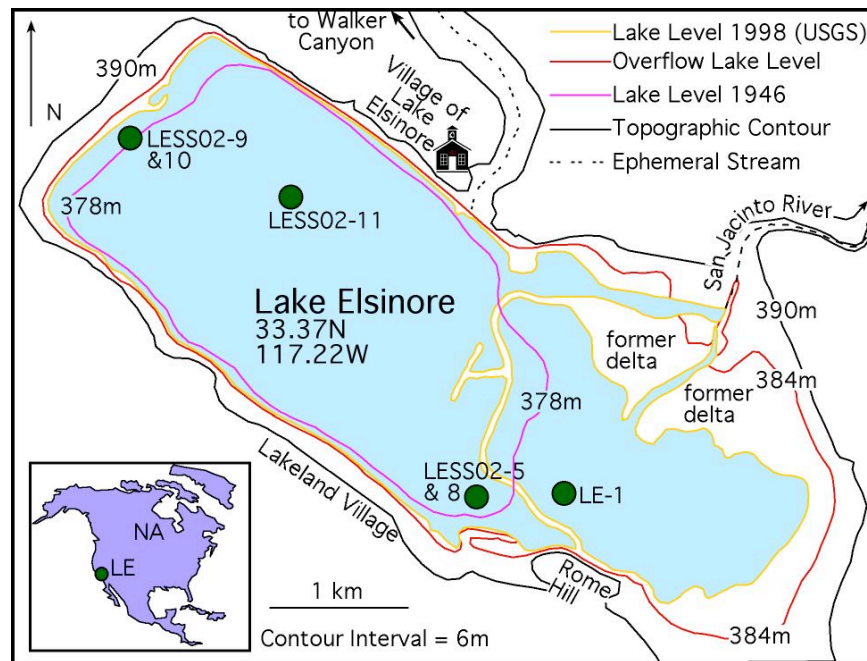 to Walker
Canyon
Lake Level 1998 (USGS)
Overflow Lake Level
Lake Level 1946
Topographic Contour
Ephemeral Stream
390m
N
Village of
Lake
Elsinore
LESS02-9
&10
378m
LESS02-11
San Jacinto River
Lake Elsinore
33.37N
117.22W
390m
former
delta
384m
former
delta
378m
LESS02-5
& 8
LE-1
Lakeland Village
Rome
Hill
384m
NA
LE
1 km
Contour Interval = 6m